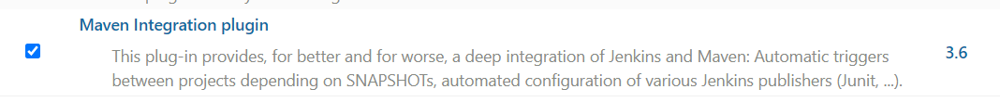 Maven Integration plugin
This plug-in provides, for better and for worse, a deep integration of Jenkins and Maven: Automatic triggers
3.6
between projects depending on SNAPSHOTs, automated configuration of various Jenkins publishers (Junit, ...).